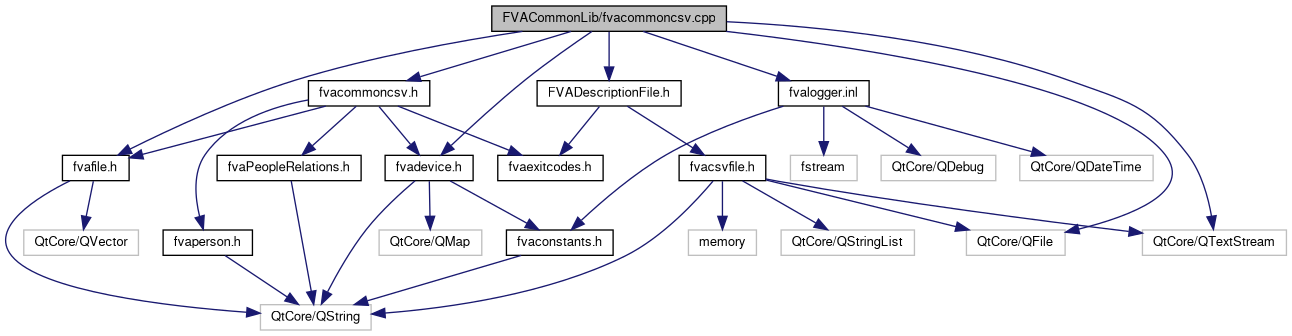 FVACommonLib/fvacommoncsv.cpp
fvacommoncsv.h
FVADescriptionFile.h
fvalogger.inl
fvafile.h
fvaPeopleRelations.h
fvadevice.h
fvaexitcodes.h
fvacsvfile.h
fstream
QtCore/QDebug
QtCore/QDateTime
QtCore/QVector
fvaperson.h
QtCore/QMap
fvaconstants.h
memory
QtCore/QStringList
QtCore/QFile
QtCore/QTextStream
QtCore/QString